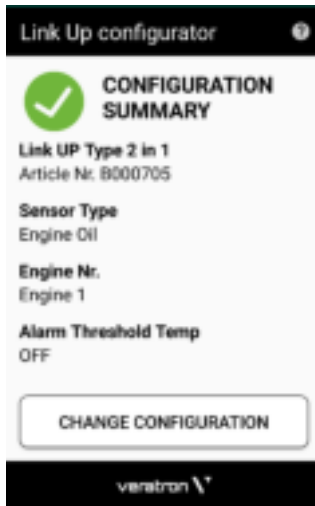 Link Up configurator ?
CONFIGURATION
SUMMARY
Link UP Type 2 in 1
Article Nr. B000705
Sensor Type
Engine Oil
Engine Nr.
Engine 1
Alarm Threshold Temp
OFF
CHANGE CONFIGURATION
veratron